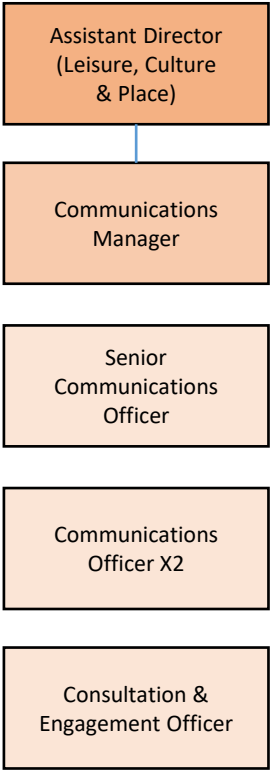 Assistant Director
(Leisure, Culture
& Place)
Communications
Manager
Senior
Communications
Officer
Communications
Officer X2
Consultation &
Engagement Officer